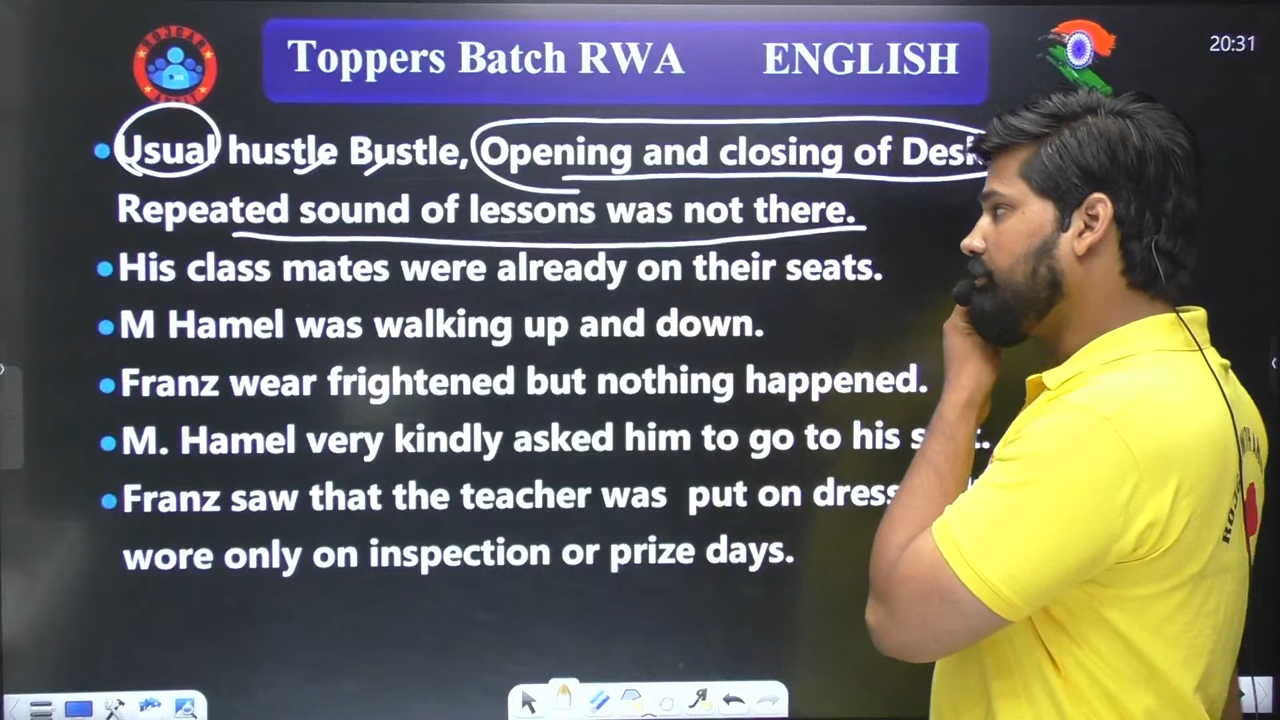 Toppers Batch RWA ENGLISH
20:31
Usual hustle Bustle, Opening and closing of
Repeated sound of lessons was not there.
His class mates were already on their seats.
M Hamel was walking up and down.
Franz wear frightened but nothing happened.
M. Hamel very kindly asked him to go to his
Franz saw that the teacher was put on
wore only on inspection or prize days.